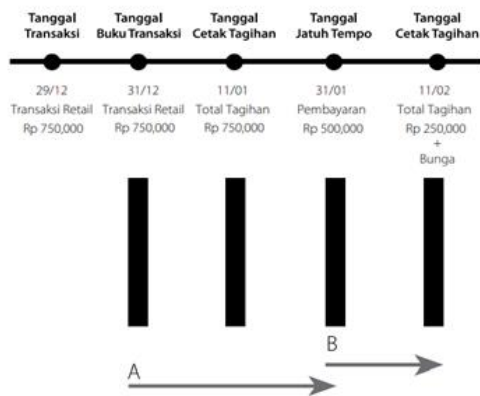 Tanggal
Transaksi
Tanggal
Buku Transaksi
Tanggal
Cetak Tagihan
Tanggal
Jatuh Tempo
Tanggal
Cetak Tagihan
29/12
Transaksi Retail
Rp 750,000
31/12
Transaksi Retail
Rp 750,000
11/01
Total Tagihan
Rp 750,000
31/01
Pembayaran
Rp 500,000
11/02
Total Tagihan
Rp 250,000
+
Bunga
A
B